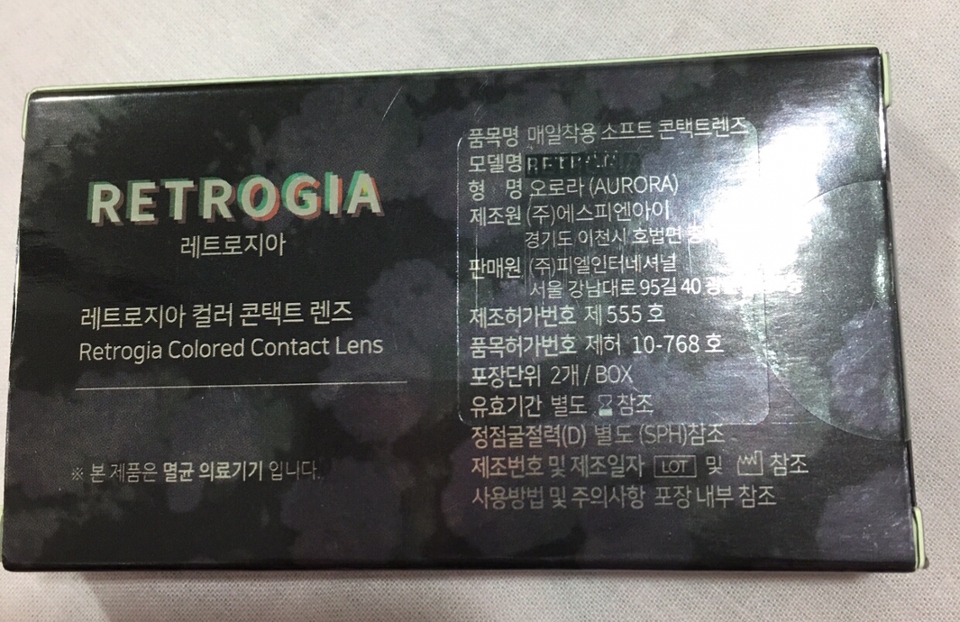 RETROGIA
레트로지아
레트로지아 컬러 콘택트 렌즈
Retrogia Colored Contact Lens
※ 본 제품은 멸균 의료기기 입니다.
품목명 매일착용 소프트 콘택트렌즈
모델명
형 명 오로라 (AURORA)
제조원 (주)에스피엔아이
경기도 이천시 호법면
판매원 (주)피엘인터네셔널
서울 강남대로 95길 40
제조허가번호 제 555 호
품목허가번호 제허 10-768 호
포장단위 2개 / BOX
유효기간 별도 참조
정점굴절력(D) 별도 (SPH)참조
제조번호 및 제조일자 LOT 및 참조
사용방법 및 주의사항 포장 내부 참조